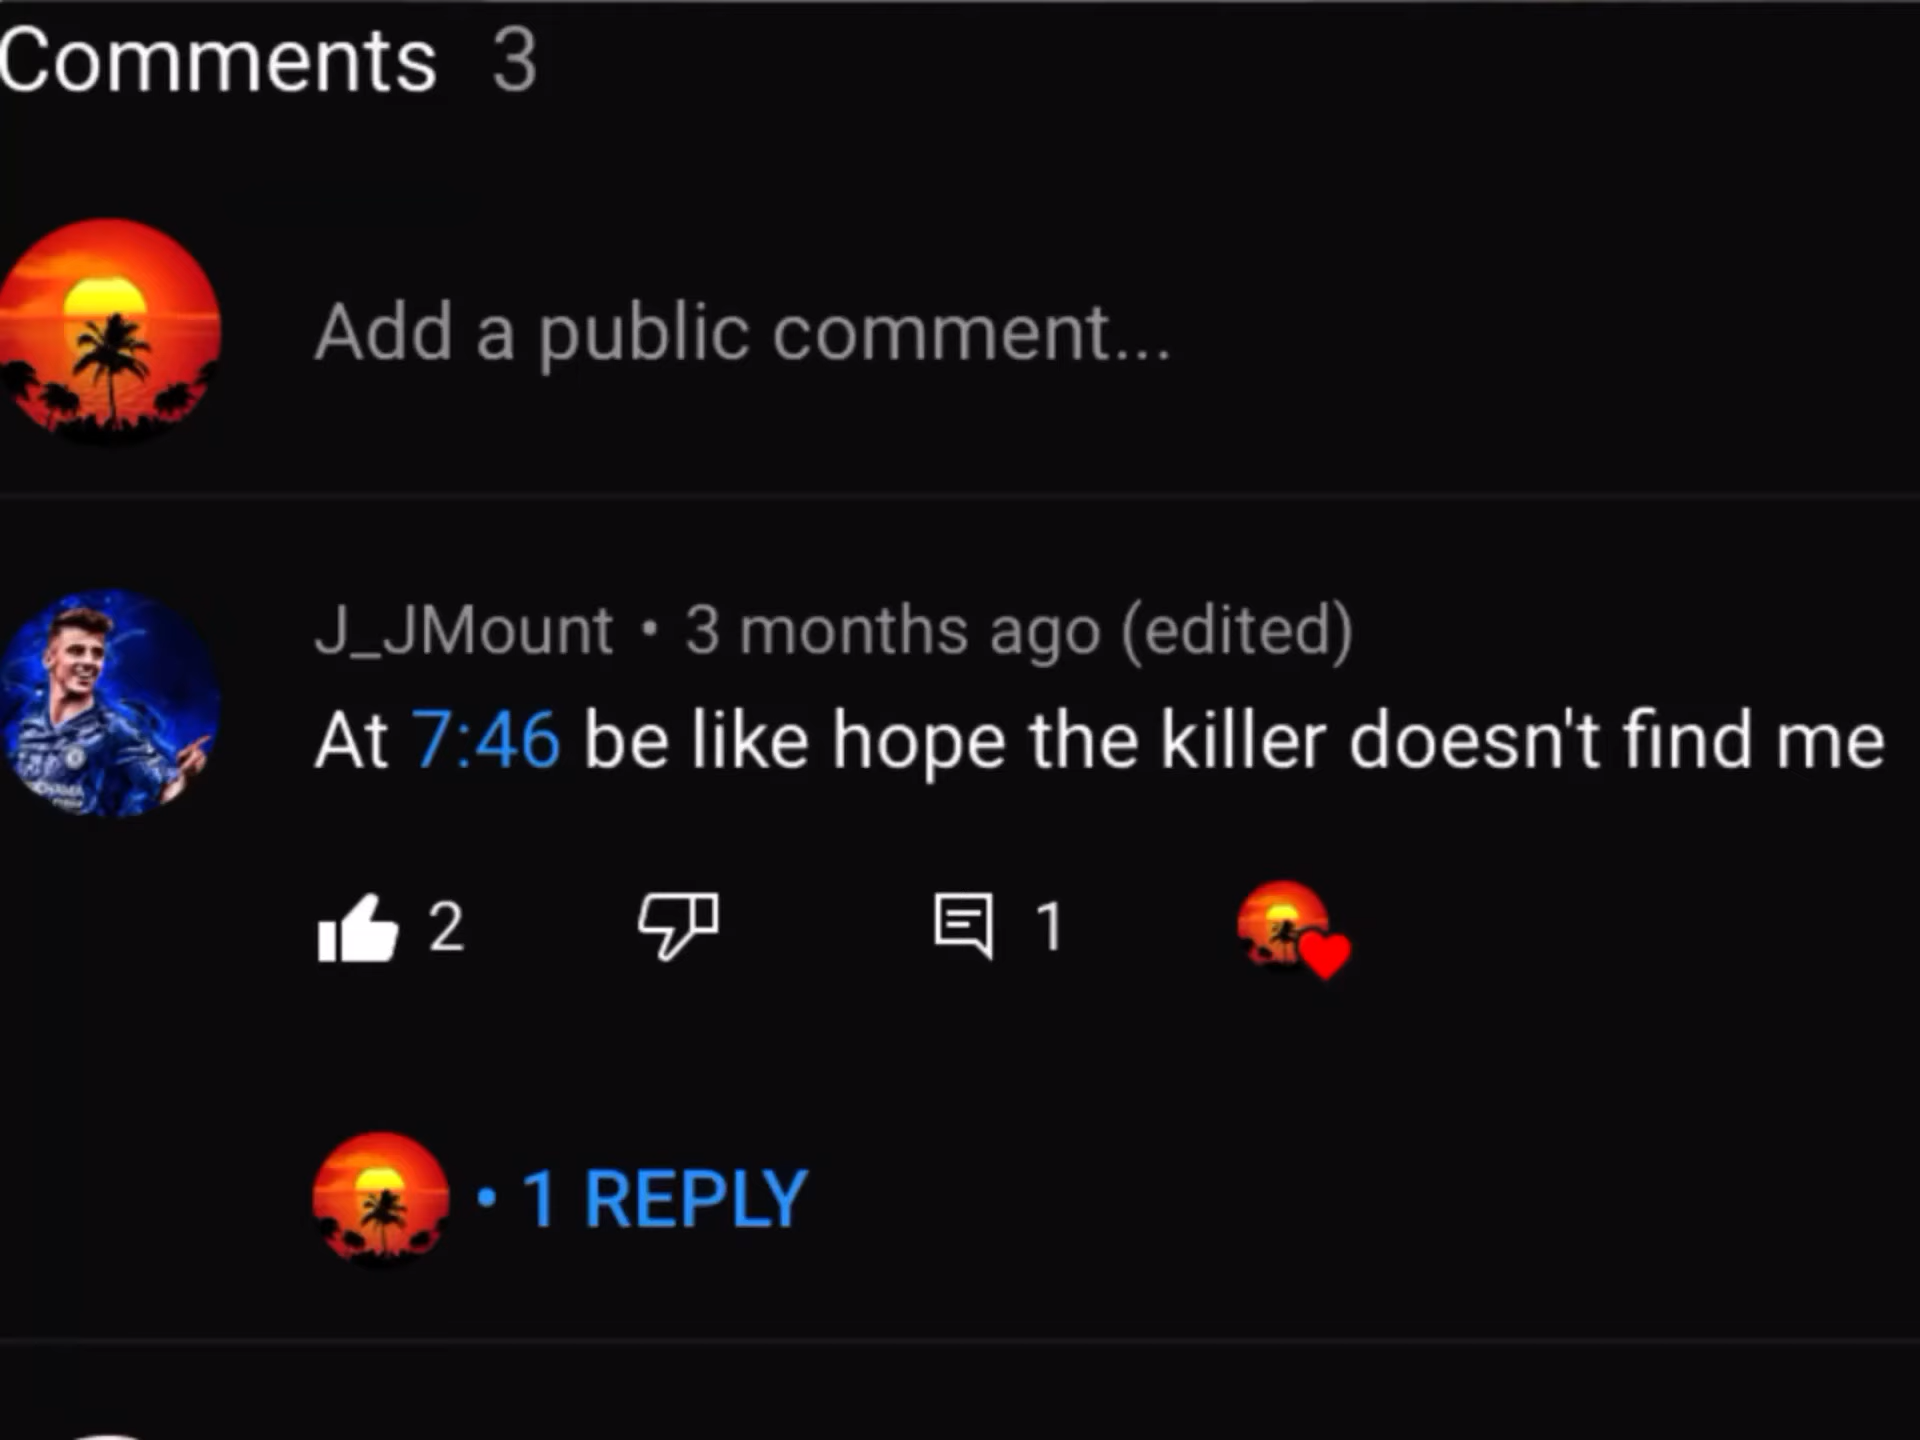 Comments 3
Add a public comment...
J_JMount • 3 months ago (edited)
At 7:46 be like hope the killer doesn't find me
2 1
• 1 REPLY